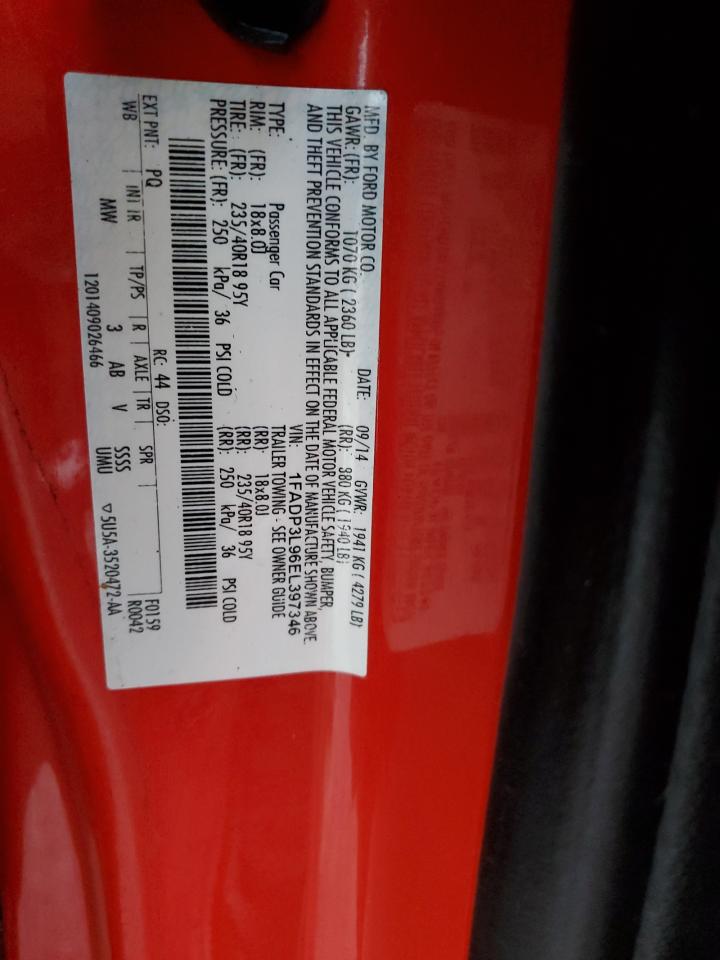 MFD. BY FORD MOTOR CO.
DATE: 09/14 GVWR: 1941 KG ( 4279 LB)
GAWR: (FR): 1070 KG ( 2360 LB) (RR): 880 KG ( 1940 LB)
THIS VEHICLE CONFORMS TO ALL APPLICABLE FEDERAL MOTOR VEHICLE SAFETY, BUMPER,
AND THEFT PREVENTION STANDARDS IN EFFECT ON THE DATE OF MANUFACTURE SHOWN ABOVE.
VIN: 1FADP3L96EL397346
TYPE: Passenger Car TRAILER TOWING - SEE OWNER GUIDE
RIM: (FR): 18x8.0J (RR) 18x8.0J
TIRE: (FR): 235/40R18 95Y (RR): 235/40R18 95Y
PRESSURE: (FR): 250 kPa/ 36 PSI COLD (RR): 250 kPa/ 36 PSI COLD
EXT PNT: PQ RC: 44 DSO: F0159
WB INT TR TP/PS R AXLE TR SPR R0042
MW 3 AB V SSSS
1201409026466 UMU ▽5U5A-3520472-AA